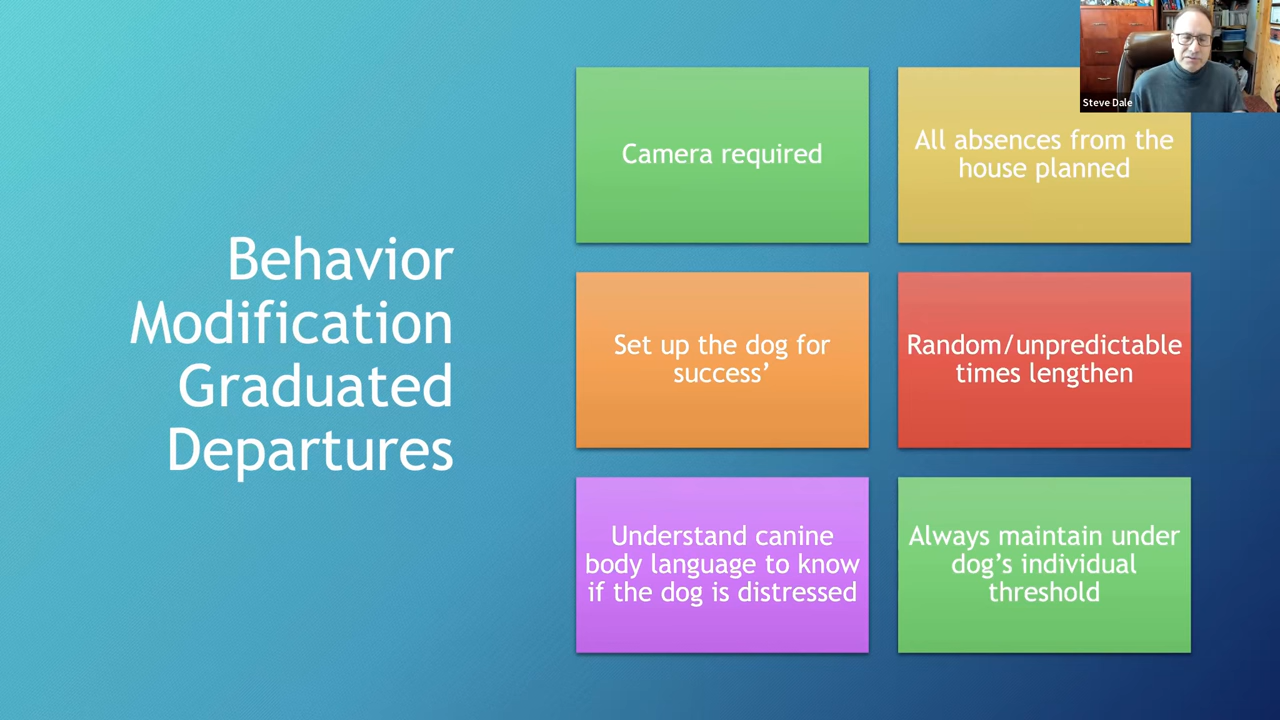 Behavior
Modification
Graduated
Departures
Camera required
All absences from the
house planned
Set up the dog for
success’
Random/unpredictable
times lengthen
Understand canine
body language to know
if the dog is distressed
Always maintain under
dog’s individual
threshold
Steve Dale